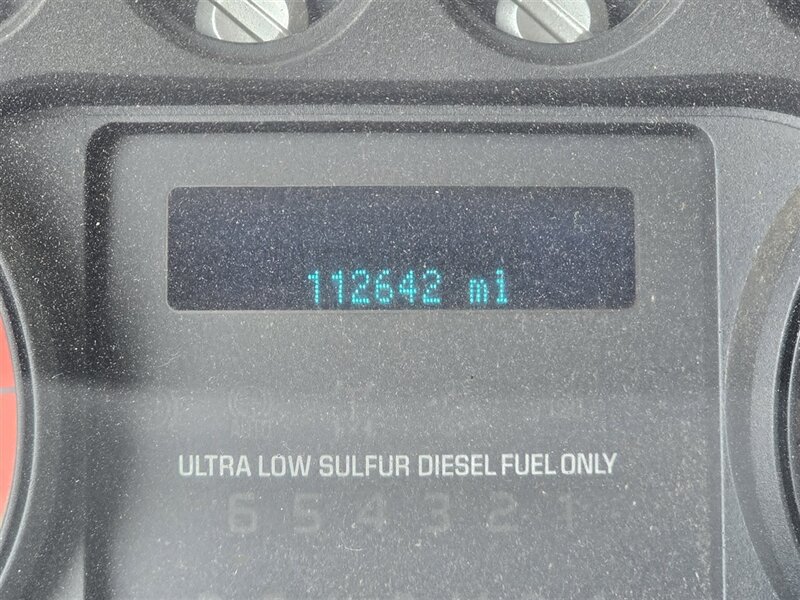 112642 mi
ULTRA LOW SULFUR DIESEL FUEL ONLY
6 5 4 3 2 1